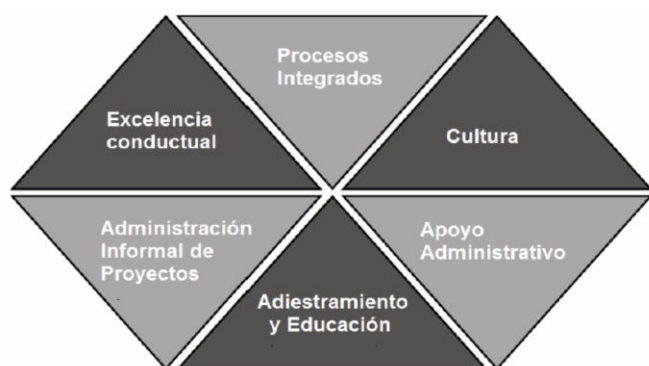 Procesos
Integrados
Excelencia
conductual
Cultura
Administración
Informal de
Proyectos
Apoyo
Administrativo
Adiestramiento
y Educación